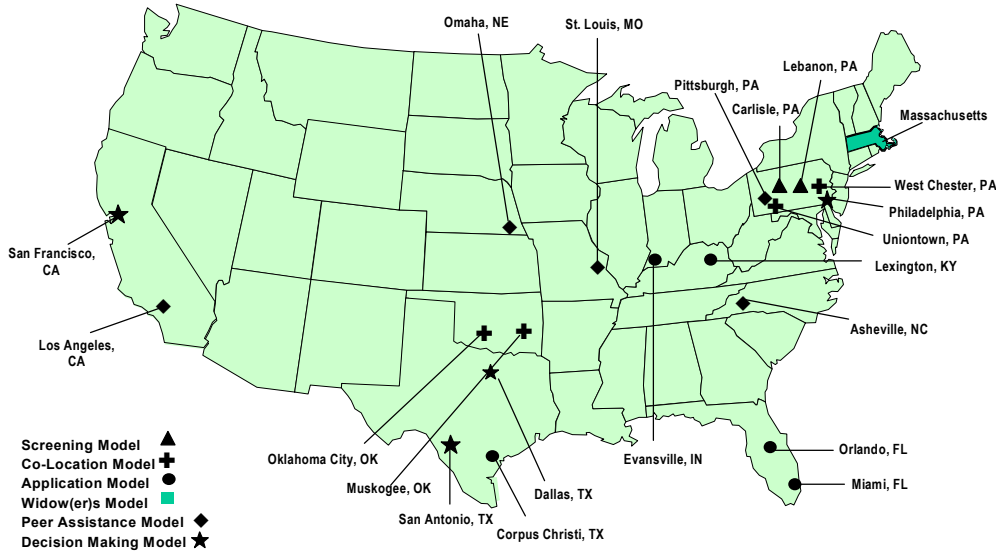 Omaha, NE
St. Louis, MO
Lebanon, PA
Pittsburgh, PA
Carlisle, PA
Massachusetts
West Chester, PA
Philadelphia, PA
Uniontown, PA
San Francisco,
CA
Lexington, KY
Los Angeles,
CA
Asheville, NC
Oklahoma City, OK
Muskogee, OK
San Antonio, TX
Dallas, TX
Corpus Christi, TX
Evansville, IN
Orlando, FL
Miami, FL
Screening Model
Co-Location Model
Application Model
Widow(er)s Model
Peer Assistance Model
Decision Making Model